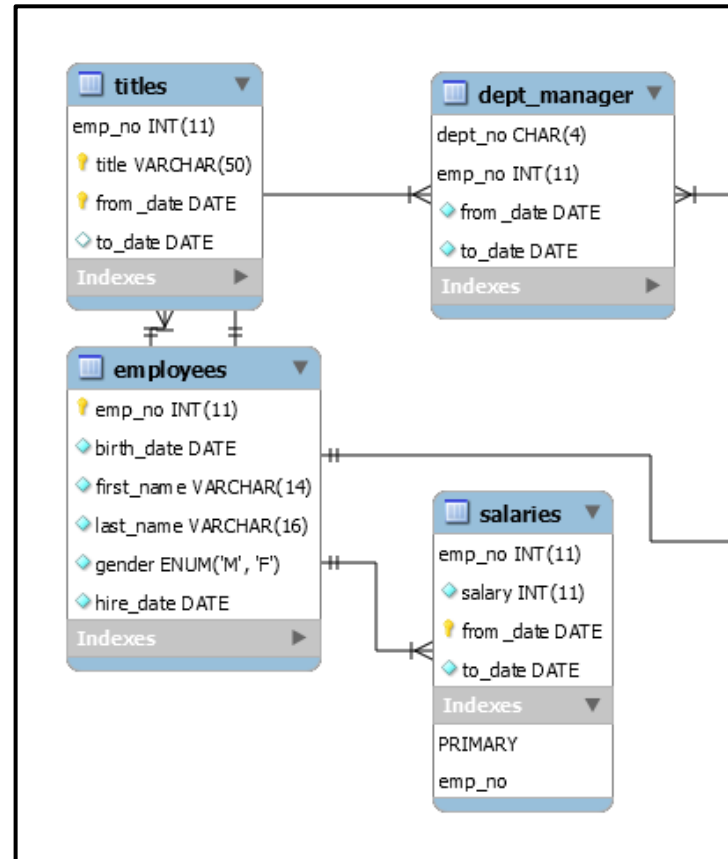 titles
emp_no INT(11)
title VARCHAR(50)
from_date DATE
to_date DATE
Indexes
dept_manager
dept_no CHAR(4)
emp_no INT(11)
from_date DATE
to_date DATE
Indexes
employees
emp_no INT(11)
birth_date DATE
first_name VARCHAR(14)
last_name VARCHAR(16)
gender ENUM('M', 'F')
hire_date DATE
Indexes
salaries
emp_no INT(11)
salary INT(11)
from_date DATE
to_date DATE
Indexes
PRIMARY
emp_no